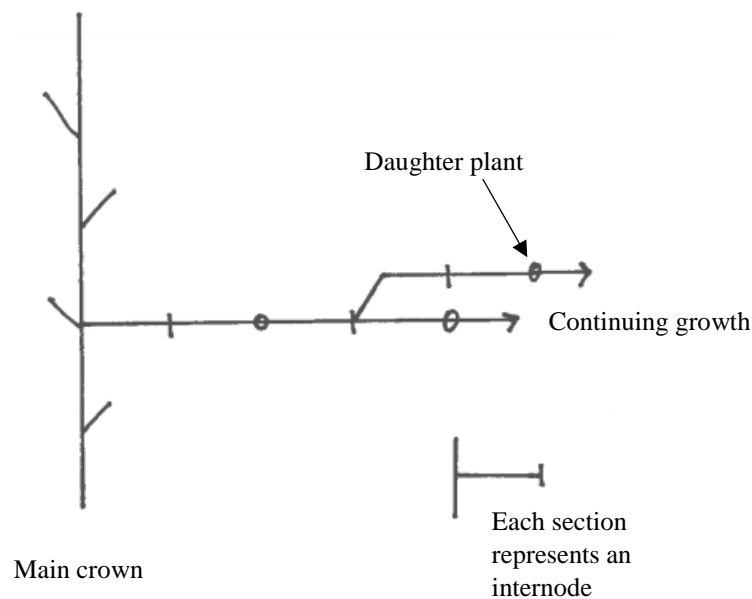 Daughter plant
Continuing growth
Each section
represents an
internode
Main crown